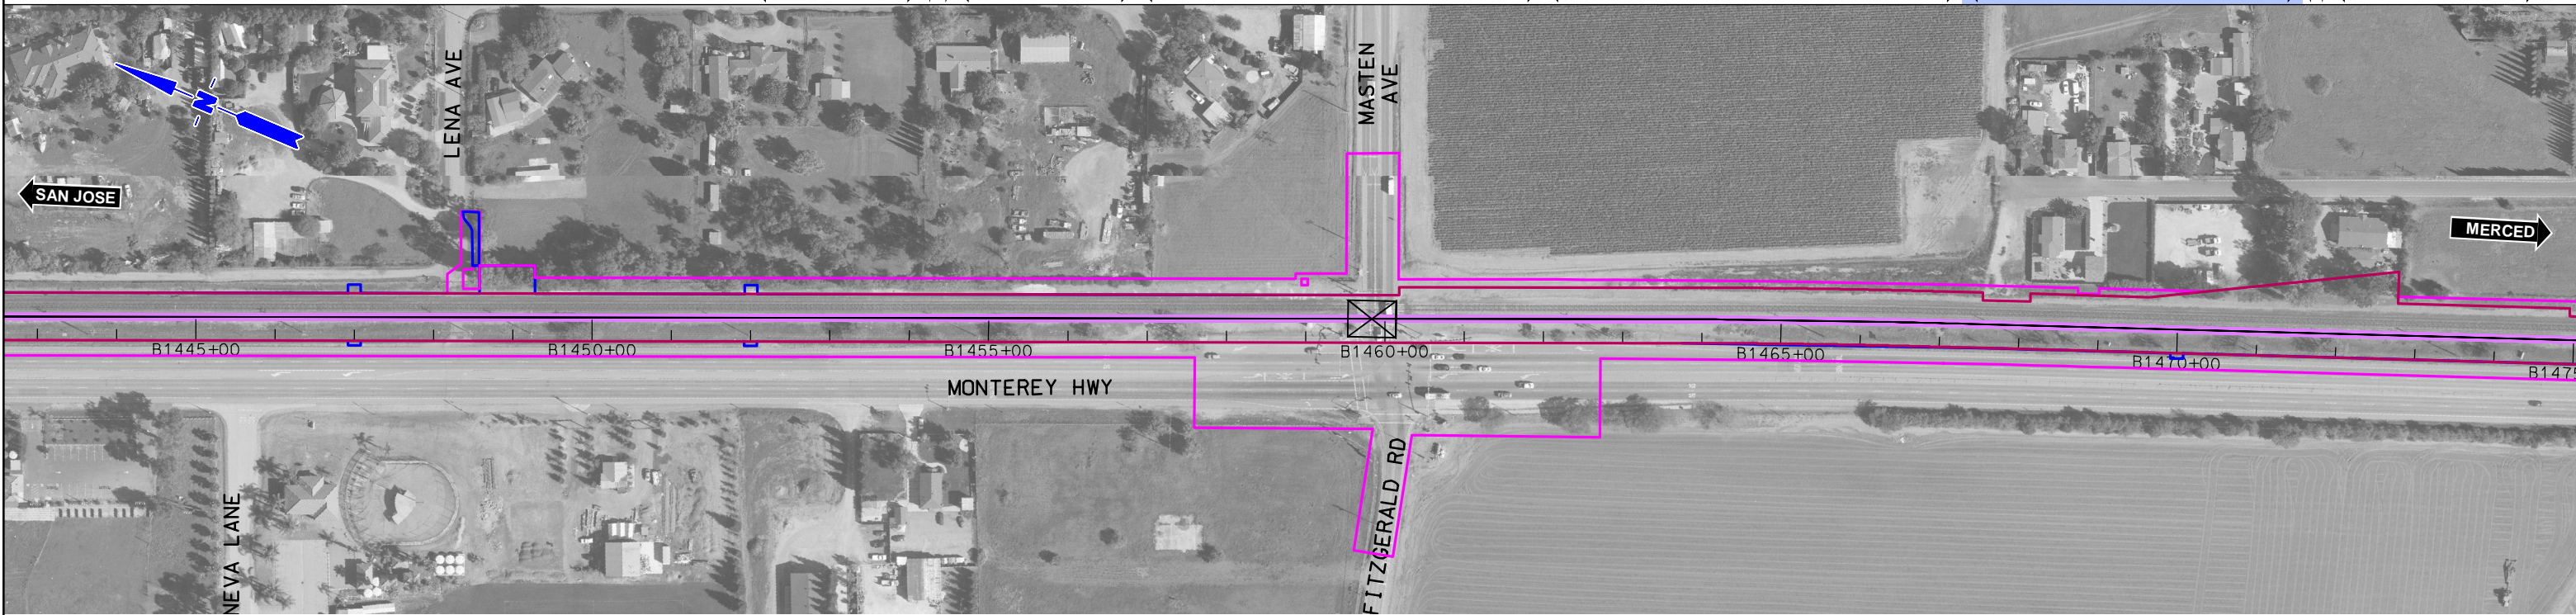 LENA AVE
MASTEN
AVE
N
SAN JOSE
MERCED
B1445+00
B1450+00
B1455+00
B1460+00
B1465+00
B1470+00
B1475
MONTEREY HWY
NEVA LANE
FITZGERALD RD